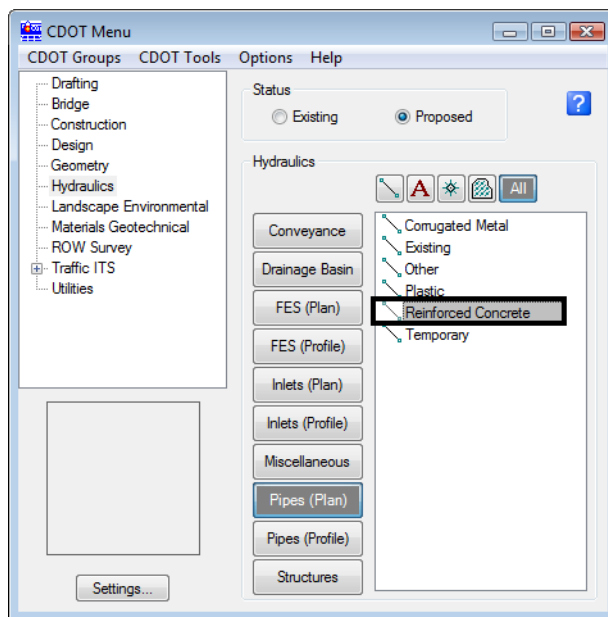 CDOT Menu
CDOT Groups CDOT Tools Options Help
Drafting
Bridge
Construction
Design
Geometry
Hydraulics
Landscape Environmental
Materials Geotechnical
ROW Survey
Traffic ITS
Utilities
Settings...
Status
Existing Proposed
?
Hydraulics
A All
Conveyance
Drainage Basin
FES (Plan)
FES (Profile)
Inlets (Plan)
Inlets (Profile)
Miscellaneous
Pipes (Plan)
Pipes (Profile)
Structures
Corrugated Metal
Existing
Other
Plastic
Reinforced Concrete
Temporary